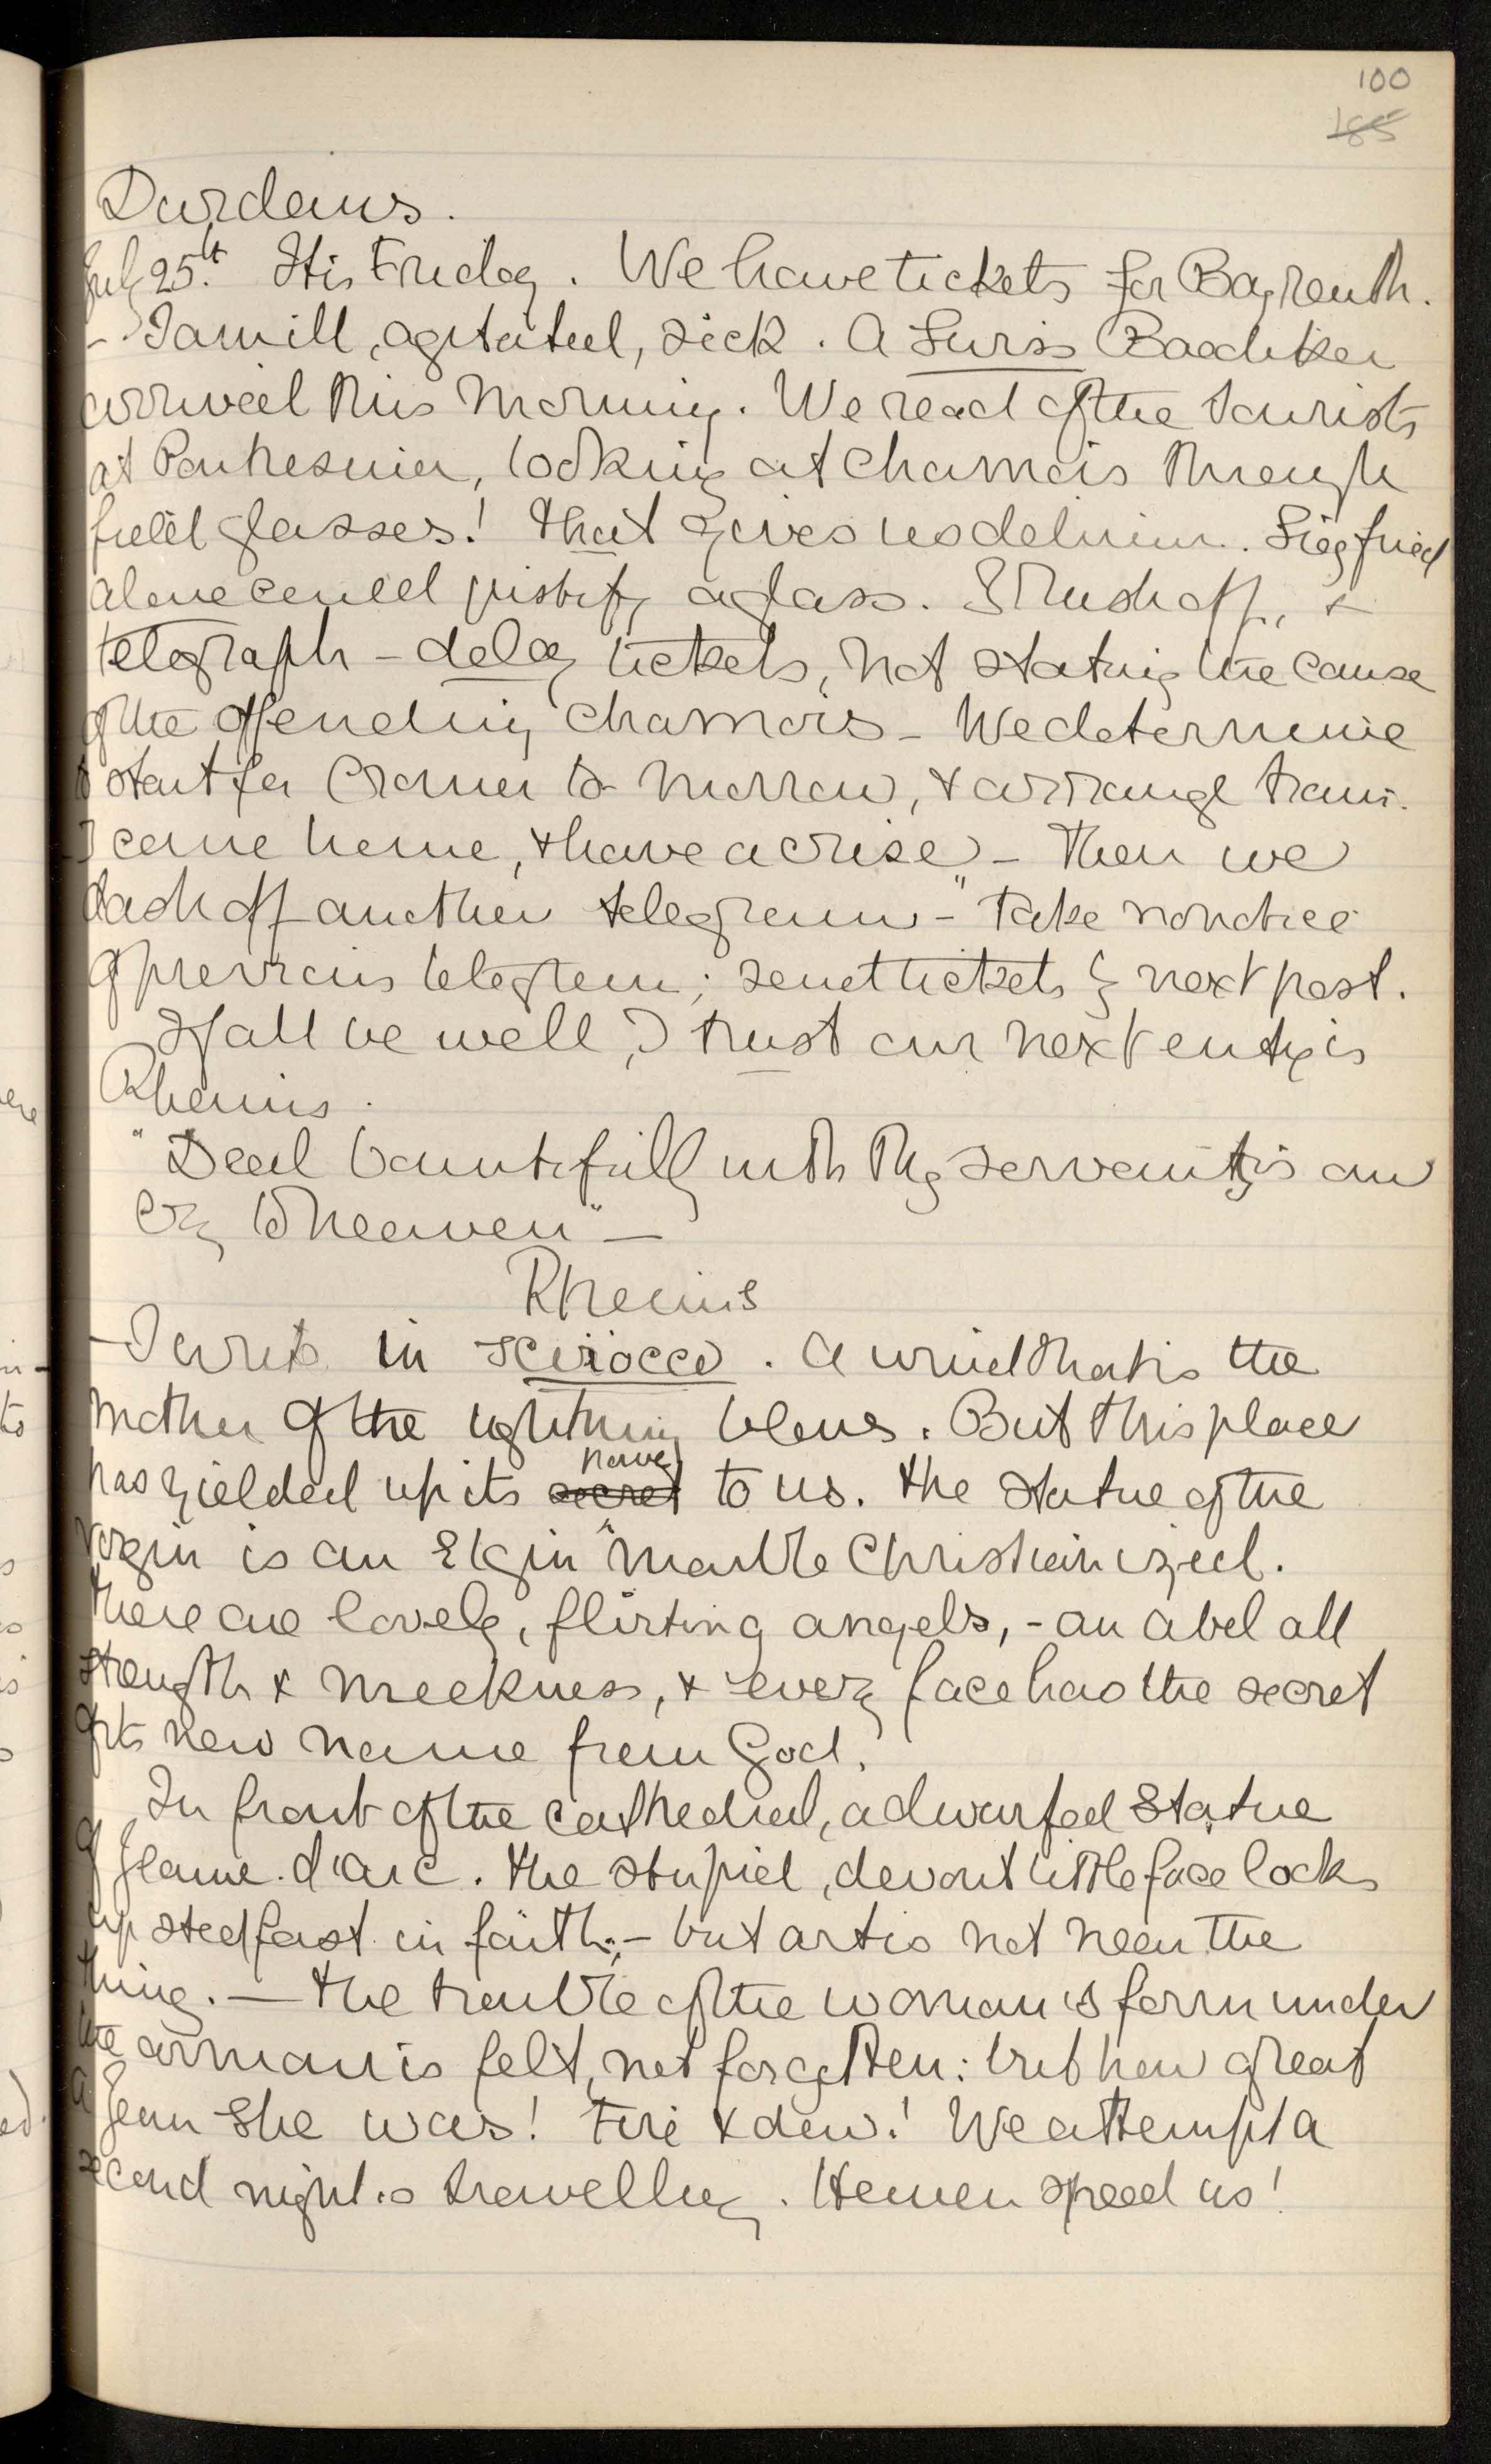 100
185
Durdans.
July 25th. It is Friday. We have tickets for Bayreuth.
- I am ill, agitated, sick. A Swiss Baedeker
arrived this morning. We read of the tourists
at Pontresina, looking at chamois through
field glasses! that gives us delirium. Siegfried
alone could justify a glass. I rush off, &
telegraph - delay tickets, not stating the cause
of the offending chamois - We determine
to start for Cromer to-morrow, & arrange train.
I come home, & have a crise - Then we
dash off another telegram - "Take no notice
of previous telegram; send tickets by next post.
If all be well, I trust our next entry is
Rheims.
"Deal bountifully with Thy servant" is our
cry to heaven" -
Rheims
- I write in scirocco. A wind that is the
mother of the lightning blows. But this place
has yielded up its secret name to us. The statue of the
Virgin is an Elgin marble Christianized.
There are lovely, flirting angels, - an Abel all
strength & meekness, & every face has the secret
of its new name from God.
In front of the cathedral, a dwarfed statue
of Jeanne d'arc. The stupid, devout little face looks
up stedfast in faith; - but art is not near the
thing. - The trouble of the woman's form under
the armour is felt, not forgotten: but how great
a Jean she was! Fire & dew! We attempt a
second night's travelling. Heaven speed us!